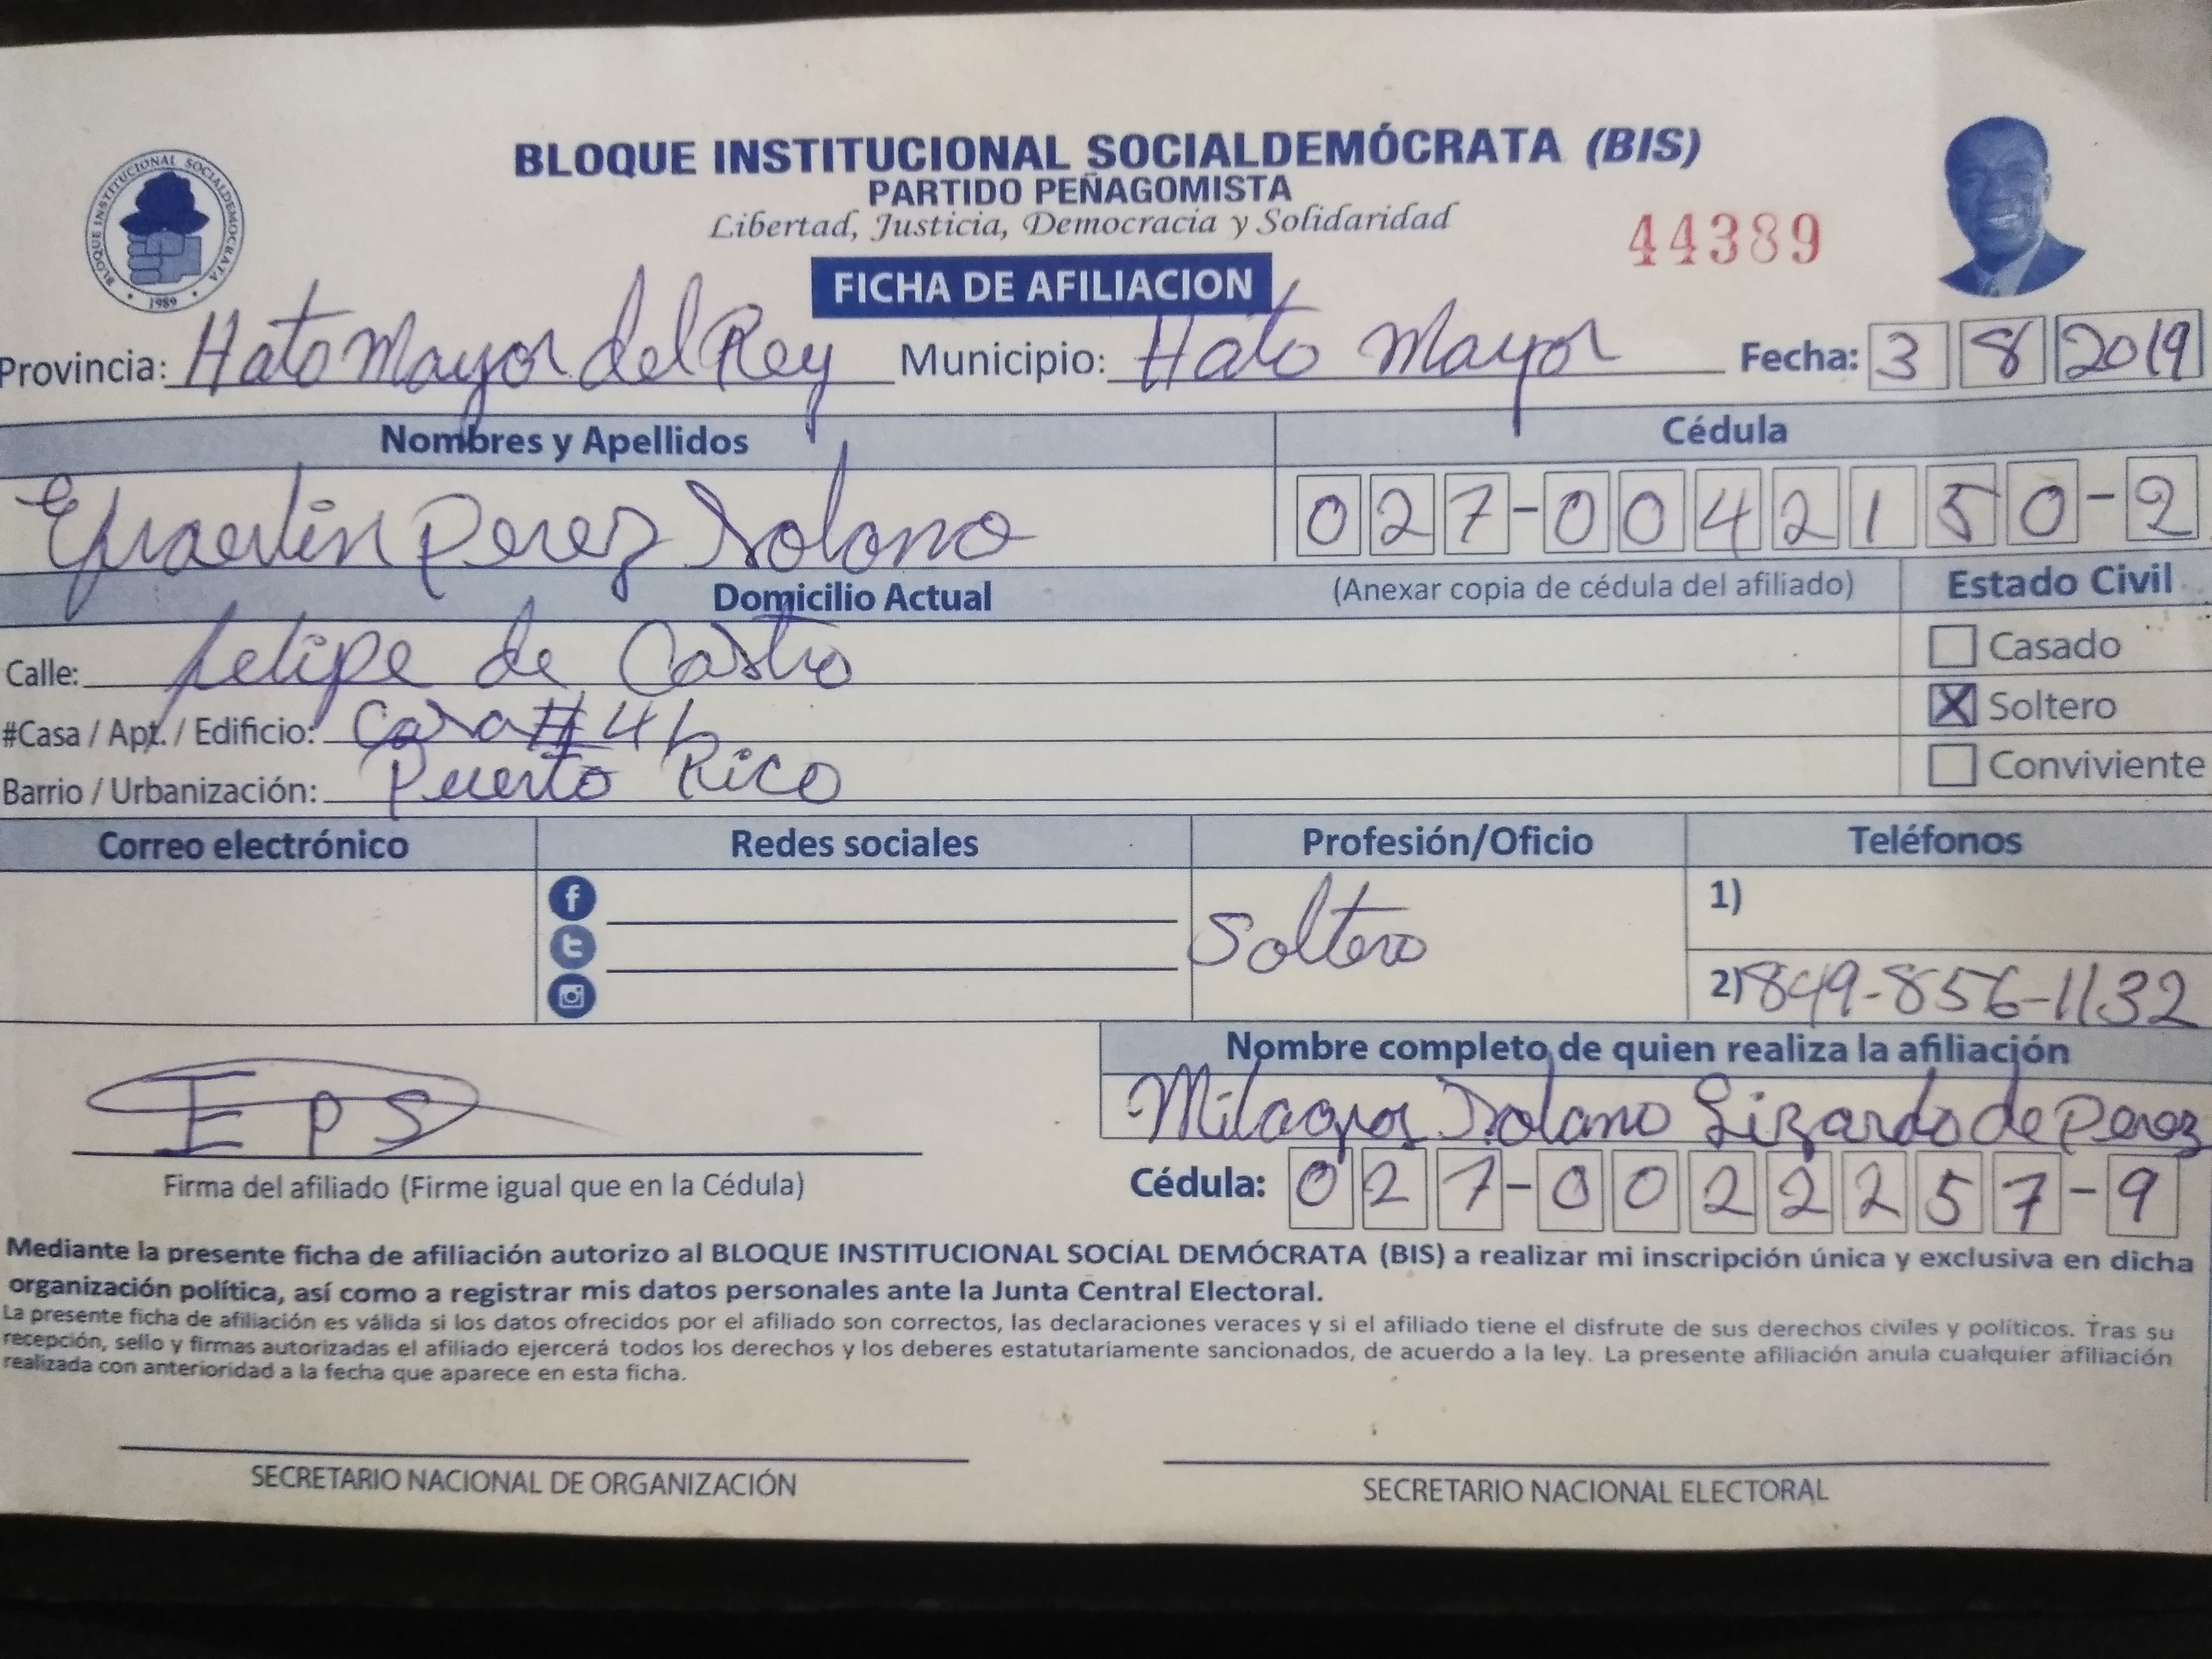 BLOQUE INSTITUCIONAL SOCIALDEMÓCRATA (BIS)
PARTIDO PEÑAGOMISTA
Libertad, Justicia, Democracia y Solidaridad
BLOQUE INSTITUCIONAL SOCIALDEMOCRATA
1989
44389
FICHA DE AFILIACION
Provincia: Hato Mayor del Rey Municipio: Hato Mayor Fecha: 3 8 2019
Nombres y Apellidos Cédula
Perez Solano 027-0042150-2
Domicilio Actual (Anexar copia de cédula del afiliado) Estado Civil
Calle: Felipe de Castro Casado
#Casa / Apt. / Edificio: Casa # 41 X Soltero
Barrio / Urbanización: Puerto Rico Conviviente
Correo electrónico Redes sociales Profesión/Oficio Teléfonos
Soltero 1)
2) 849-856-1132
Nombre completo de quien realiza la afiliación
EPS Milagros Solano Lizardo de Perez
Firma del afiliado (Firme igual que en la Cédula) Cédula: 027-0022257-9
Mediante la presente ficha de afiliación autorizo al BLOQUE INSTITUCIONAL SOCIAL DEMÓCRATA (BIS) a realizar mi inscripción única y exclusiva en dicha
organización política, así como a registrar mis datos personales ante la Junta Central Electoral.
La presente ficha de afiliación es válida si los datos ofrecidos por el afiliado son correctos, las declaraciones veraces y si el afiliado tiene el disfrute de sus derechos civiles y políticos. Tras su
recepción, sello y firmas autorizadas el afiliado ejercerá todos los derechos y los deberes estatutariamente sancionados, de acuerdo a la ley. La presente afiliación anula cualquier afiliación
realizada con anterioridad a la fecha que aparece en esta ficha.
SECRETARIO NACIONAL DE ORGANIZACIÓN SECRETARIO NACIONAL ELECTORAL